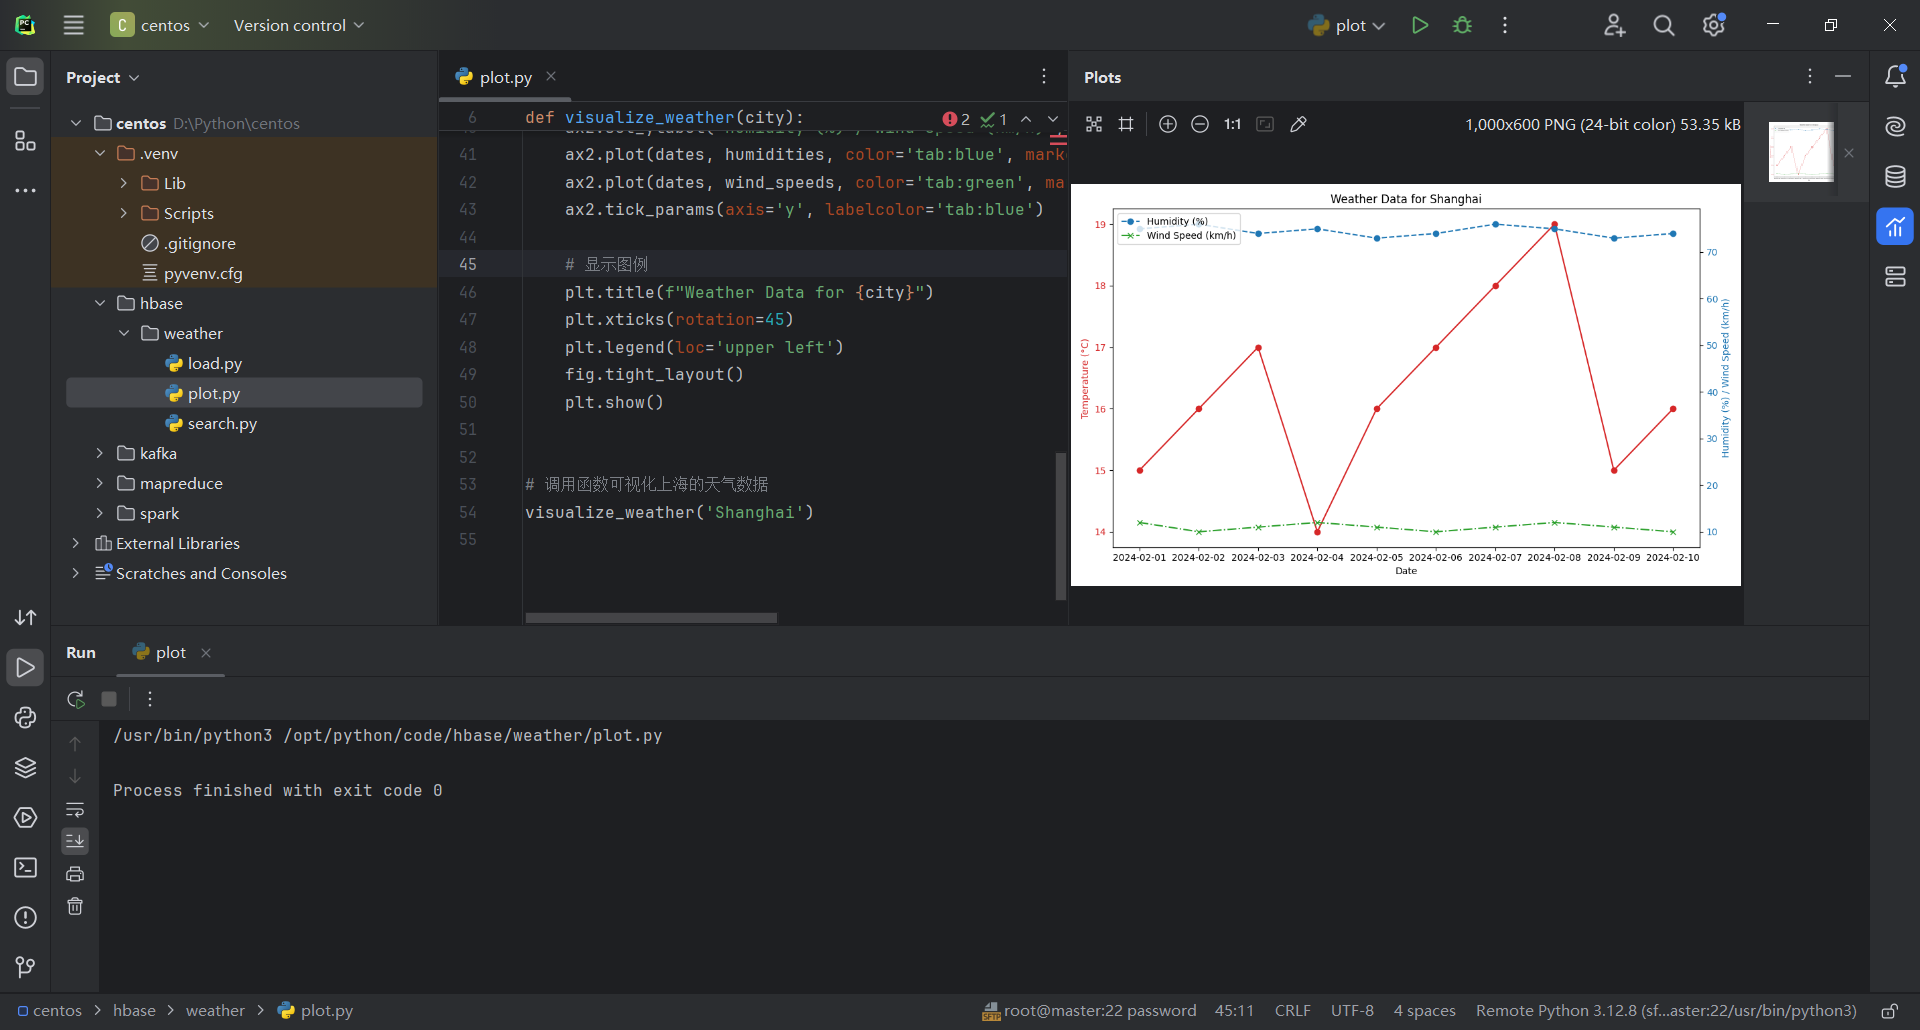 C centos Version control plot
Project
centos D:\Python\centos
.venv
Lib
Scripts
.gitignore
pyvenv.cfg
hbase
weather
load.py
plot.py
search.py
kafka
mapreduce
spark
External Libraries
Scratches and Consoles
plot.py
6 def visualize_weather(city): 2 1
41 ax2.plot(dates, humidities, color='tab:blue', mark
42 ax2.plot(dates, wind_speeds, color='tab:green', ma
43 ax2.tick_params(axis='y', labelcolor='tab:blue')
44
45 # 显示图例
46 plt.title(f"Weather Data for {city}")
47 plt.xticks(rotation=45)
48 plt.legend(loc='upper left')
49 fig.tight_layout()
50 plt.show()
51
52
53 # 调用函数可视化上海的天气数据
54 visualize_weather('Shanghai')
55
Plots
1:1 1,000x600 PNG (24-bit color) 53.35 kB
Weather Data for Shanghai
Humidity (%)
Wind Speed (km/h)
19
18
17
16
15
14
Temperature (°C)
70
60
50
40
30
20
10
Humidity (%) / Wind Speed (km/h)
2024-02-01 2024-02-02 2024-02-03 2024-02-04 2024-02-05 2024-02-06 2024-02-07 2024-02-08 2024-02-09 2024-02-10
Date
Run plot
/usr/bin/python3 /opt/python/code/hbase/weather/plot.py
Process finished with exit code 0
centos hbase weather plot.py
SFTP root@master:22 password 45:11 CRLF UTF-8 4 spaces Remote Python 3.12.8 (sf...aster:22/usr/bin/python3)